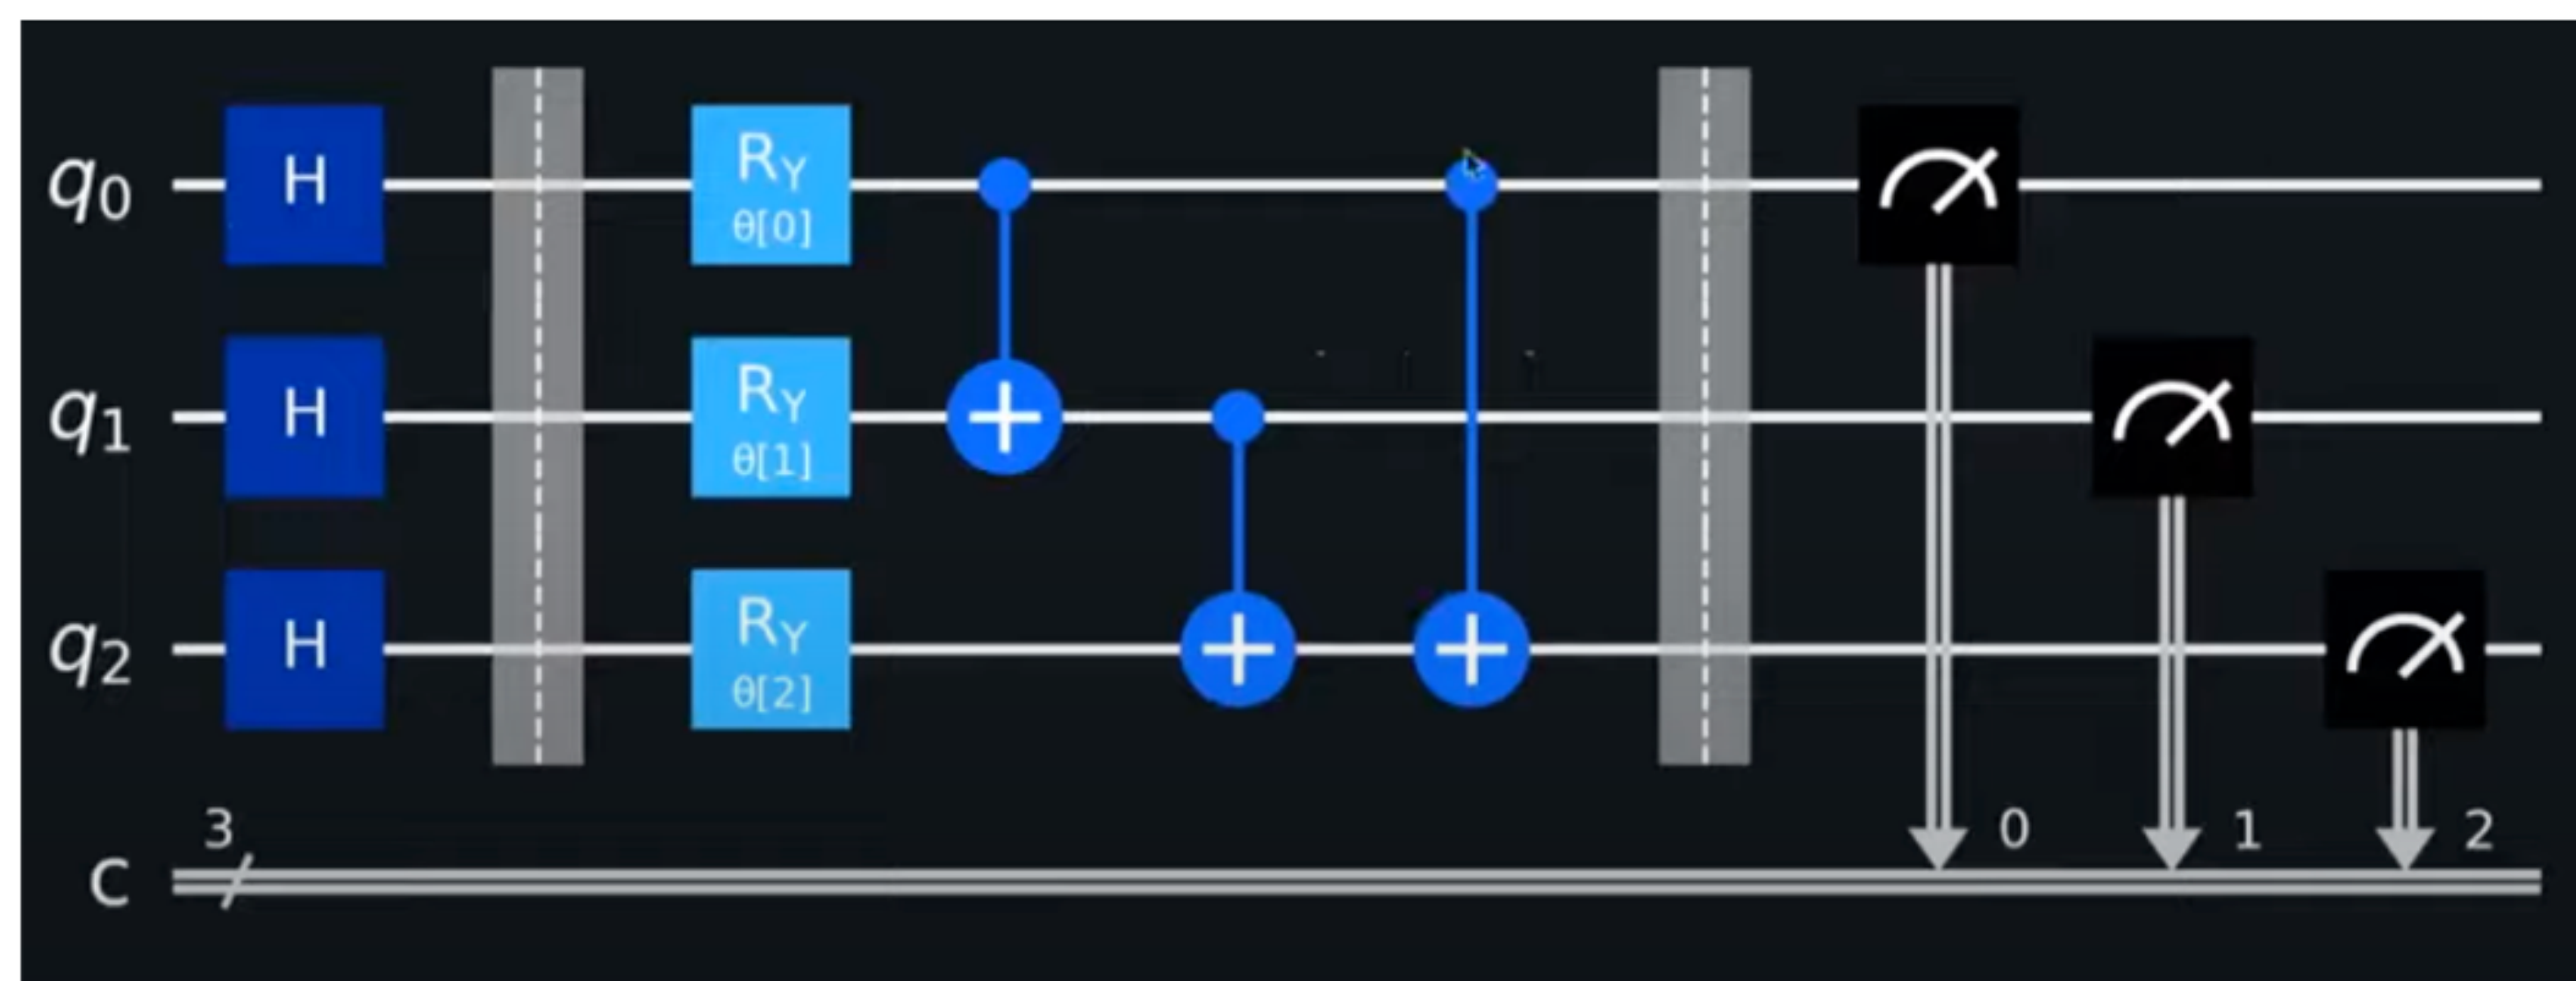 q0 H RY θ[0]
q1 H RY θ[1]
q2 H RY θ[2]
3 0 1 2
C